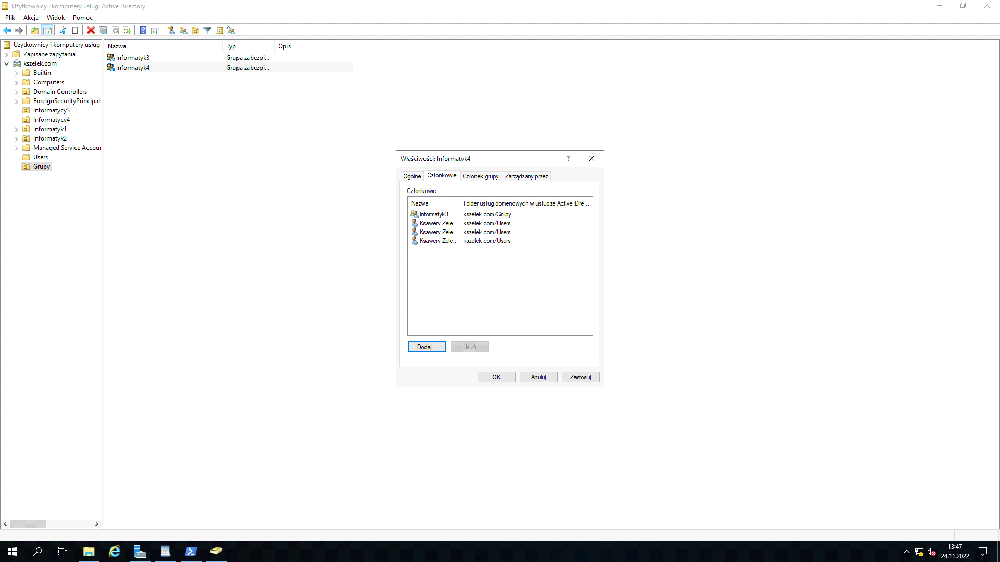 Użytkownicy i komputery usługi Active Directory
Plik Akcja Widok Pomoc
Użytkownicy i komputery usługi
Zapisane zapytania
kszelek.com
Builtin
Computers
Domain Controllers
ForeignSecurityPrincipals
Informatycy3
Informatycy4
Informatyk1
Informatyk2
Managed Service Accour
Users
Grupy
Nazwa Typ Opis
Informatyk3 Grupa zabezpi...
Informatyk4 Grupa zabezpi...
Właściwości: Informatyk4 ?
Ogólne Członkowie Członek grupy Zarządzany przez
Członkowie:
Nazwa Folder usług domenowych w usłudze Active Dire...
Informatyk3 kszelek.com/Grupy
Ksawery Zele... kszelek.com/Users
Ksawery Zele... kszelek.com/Users
Ksawery Zele... kszelek.com/Users
Dodaj... Usuń
OK Anuluj Zastosuj
13:47
24.11.2022